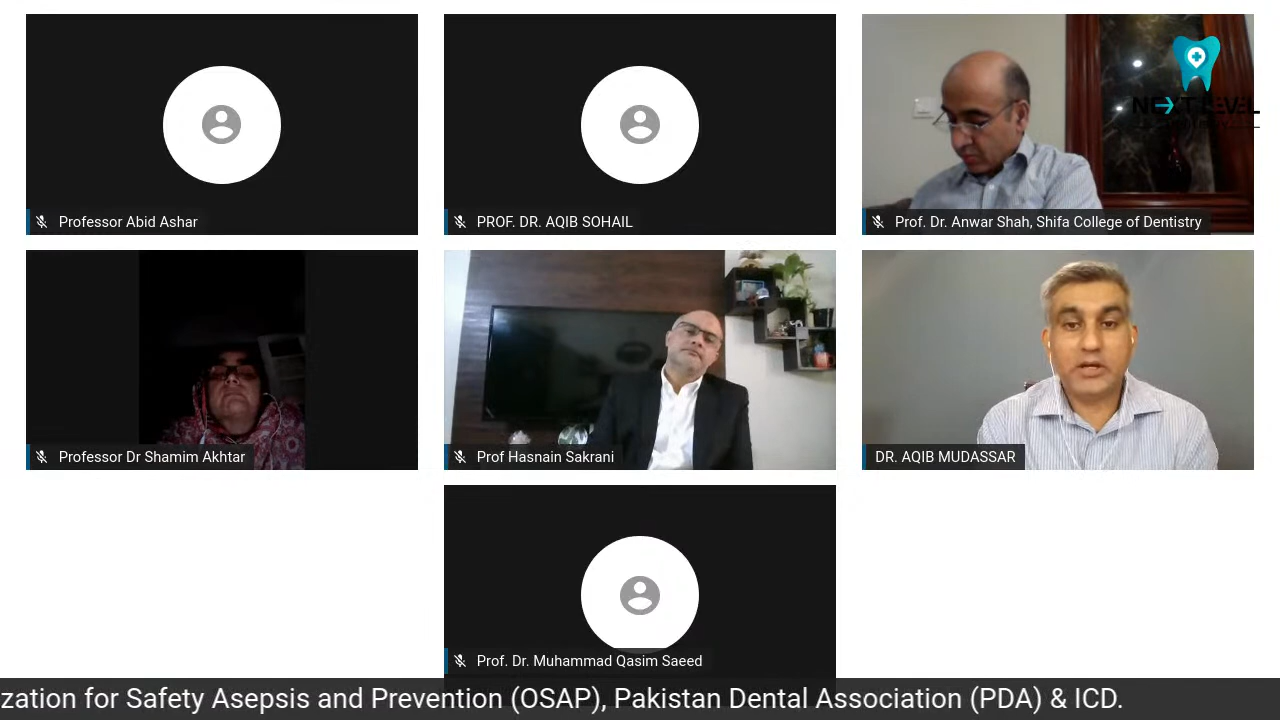 NEXT LEVEL
Professor Abid Ashar
PROF. DR. AQIB SOHAIL
Prof. Dr. Anwar Shah, Shifa College of Dentistry
Professor Dr Shamim Akhtar
Prof Hasnain Sakrani
DR. AQIB MUDASSAR
Prof. Dr. Muhammad Qasim Saeed
zation for Safety Asepsis and Prevention (OSAP), Pakistan Dental Association (PDA) & ICD.